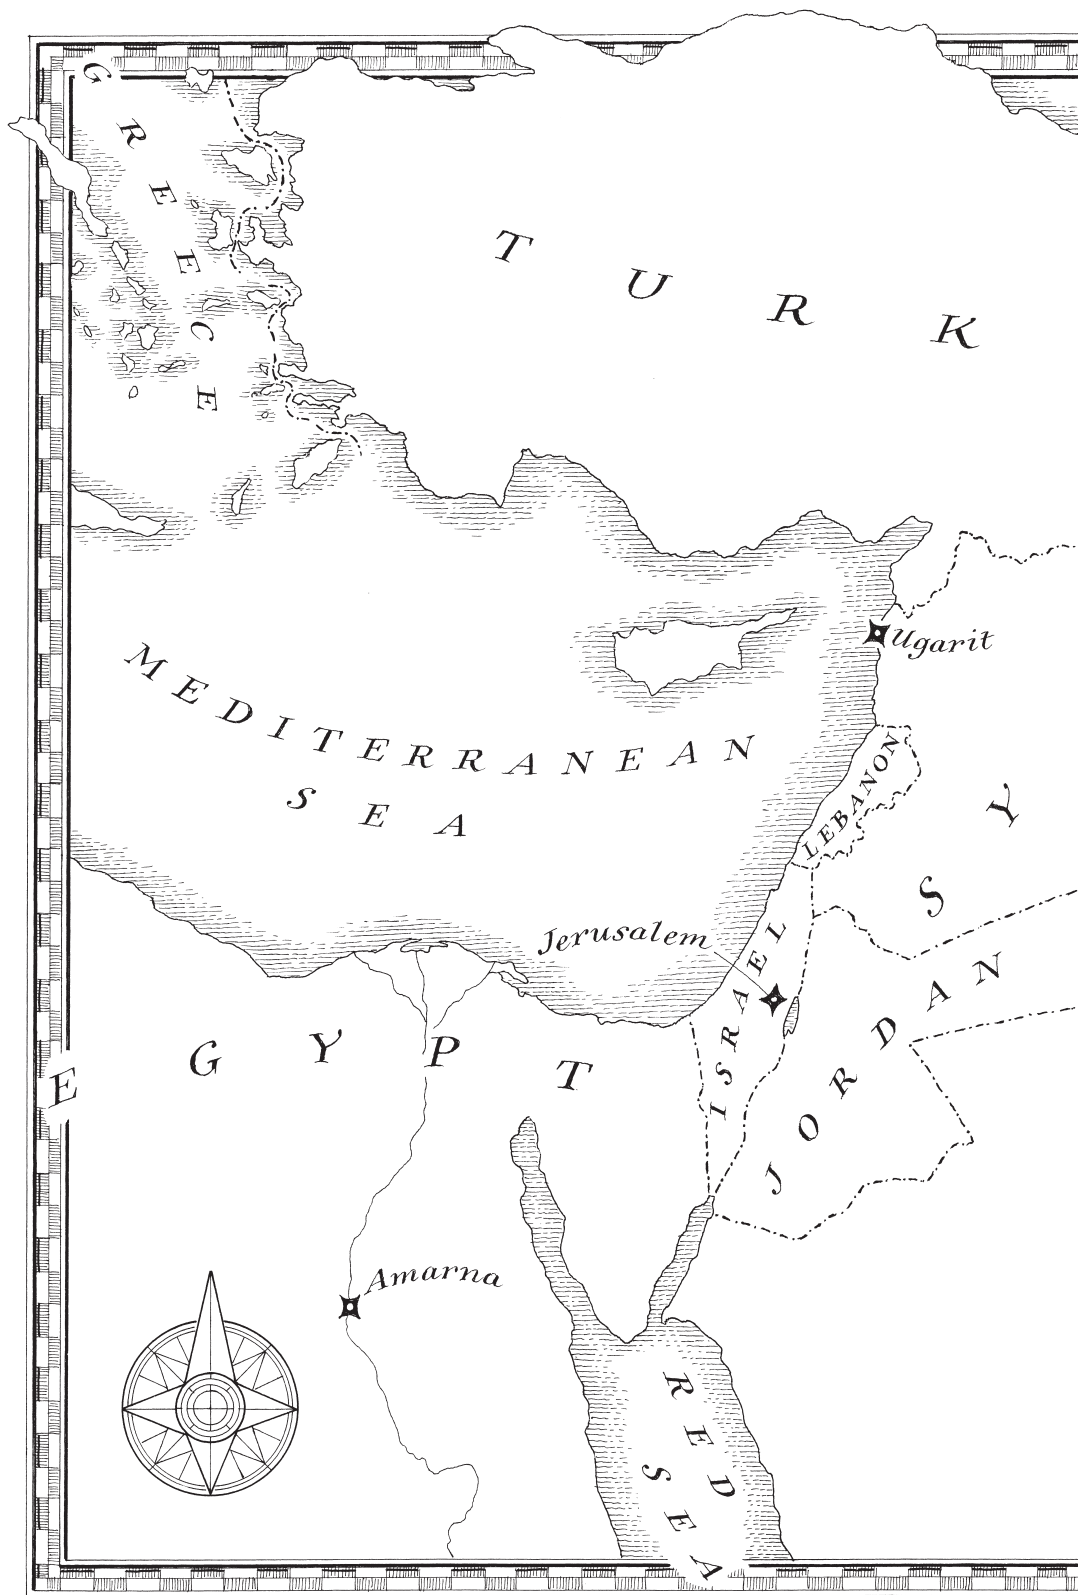 GREECE
TURK
Ugarit
MEDITERRANEAN
SEA
LEBANON
SY
Jerusalem
ISRAEL
JORDAN
EGYPT
Amarna
RED
SEA